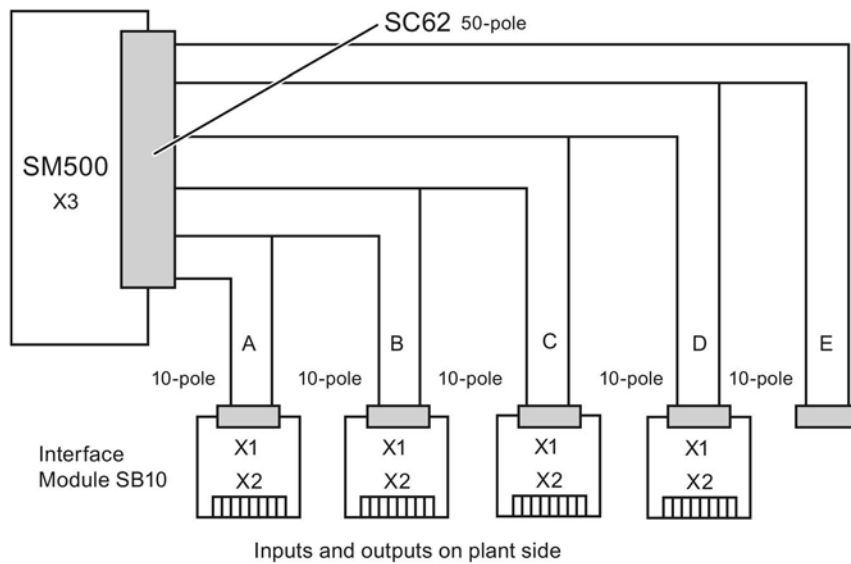 SC62 50-pole
SM500
X3
A
B
C
D
E
10-pole
10-pole
10-pole
10-pole
10-pole
Interface
Module SB10
X1
X2
X1
X2
X1
X2
X1
X2
Inputs and outputs on plant side